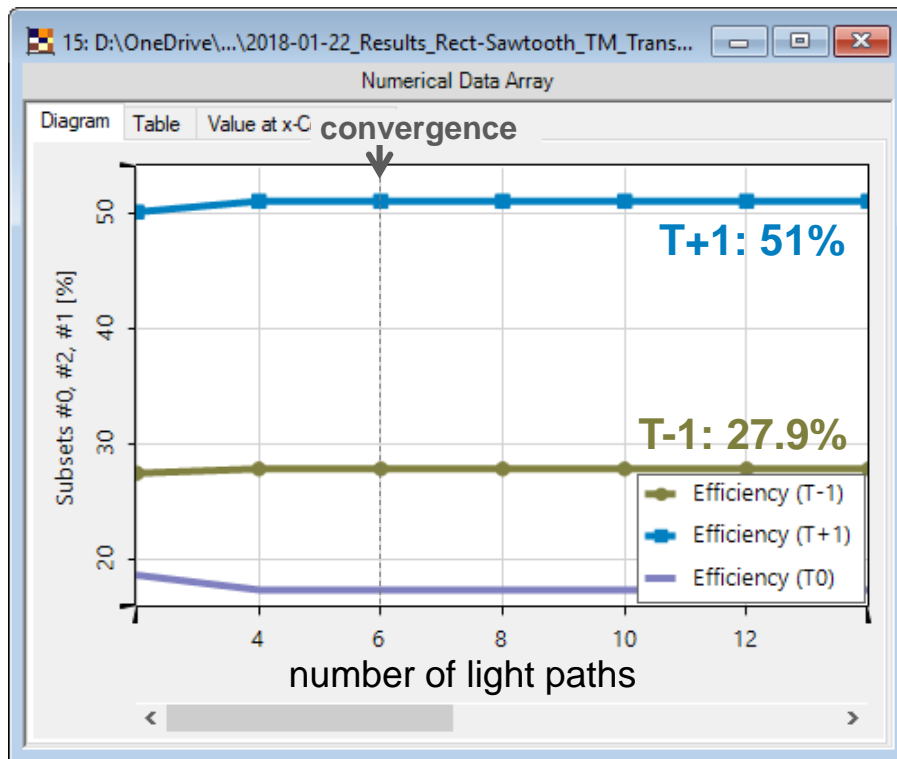 15: D:\OneDrive\...\2018-01-22_Results_Rect-Sawtooth_TM_Trans...
Numerical Data Array
Diagram Table Value at x-C
convergence
Subsets #0, #2, #1 [%]
50
40
30
20
T+1: 51%
T-1: 27.9%
Efficiency (T-1)
Efficiency (T+1)
Efficiency (T0)
4 6 8 10 12
number of light paths